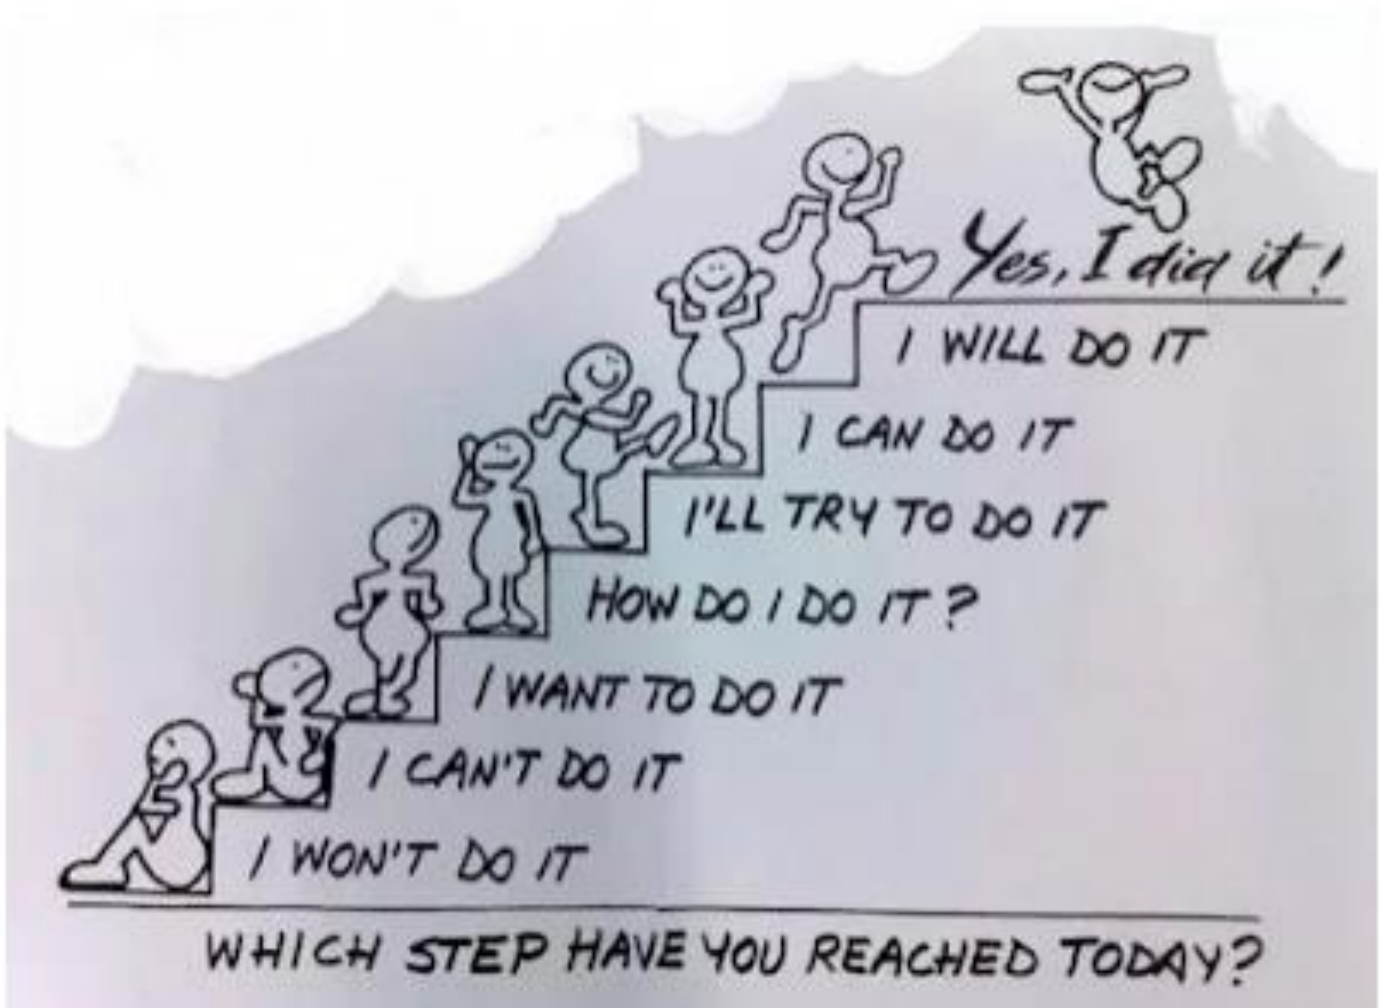 Yes, I did it!
I WILL DO IT
I CAN DO IT
I'LL TRY TO DO IT
HOW DO I DO IT?
I WANT TO DO IT
I CAN'T DO IT
I WON'T DO IT
WHICH STEP HAVE YOU REACHED TODAY?